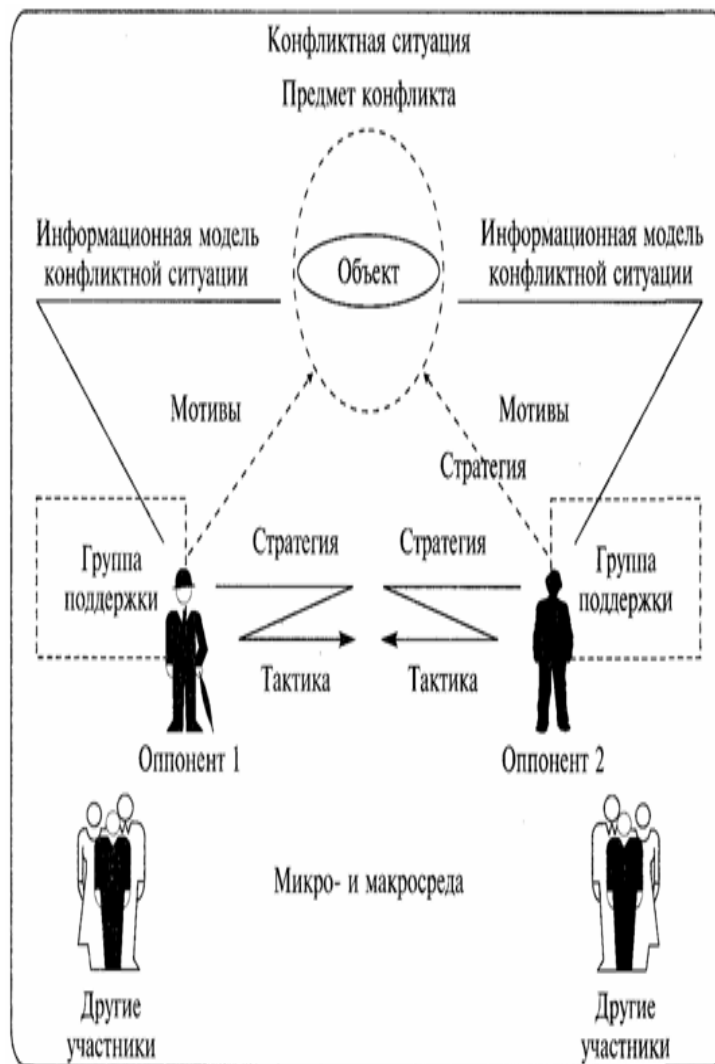 Конфликтная ситуация
Предмет конфликта
Информационная модель
конфликтной ситуации
Информационная модель
конфликтной ситуации
Объект
Мотивы
Мотивы
Стратегия
Группа
поддержки
Стратегия
Стратегия
Группа
поддержки
Тактика
Тактика
Оппонент 1
Оппонент 2
Микро- и макросреда
Другие
участники
Другие
участники